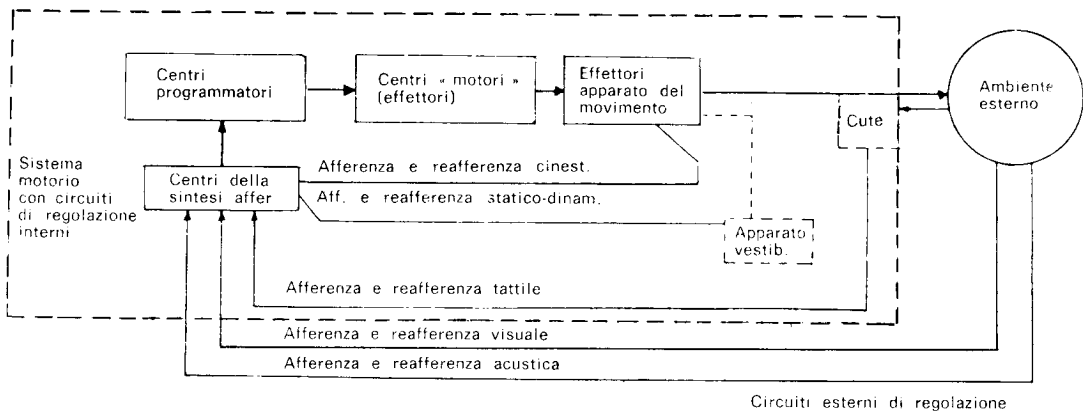 Centri
programmatori
Centri « motori »
(effettori)
Effettori
apparato del
movimento
Ambiente
esterno
Cute
Sistema
motorio
con circuiti
di regolazione
interni
Centri della
sintesi affer
Afferenza e reafferenza cinest.
Aff. e reafferenza statico-dinam.
Apparato
vestib.
Afferenza e reafferenza tattile
Afferenza e reafferenza visuale
Afferenza e reafferenza acustica
Circuiti esterni di regolazione